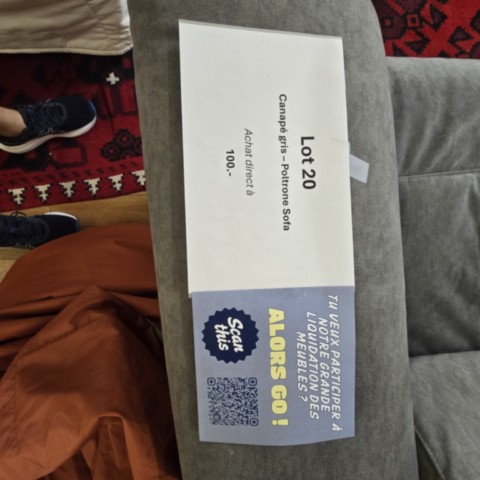 Lot 20
Canapé gris – Poltrone Sofa
Achat direct à
100.-
TU VEUX PARTICIPER À
NOTRE GRANDE
LIQUIDATION DES
MEUBLES ?
ALORS GO !
Scan
this